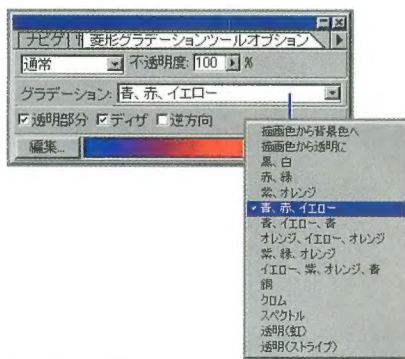 ナビゲ 菱形グラデーションツールオプション
通常 不透明度: 100 %
グラデーション: 青、赤、イエロー
透明部分 ディザ 逆方向
編集...
描画色から背景色へ
描画色から透明に
黒、白
赤、緑
紫、オレンジ
青、赤、イエロー
青、イエロー、青
オレンジ、イエロー、オレンジ
紫、緑、オレンジ
イエロー、紫、オレンジ、青
銅
クロム
スペクトル
透明(虹)
透明(ストライプ)